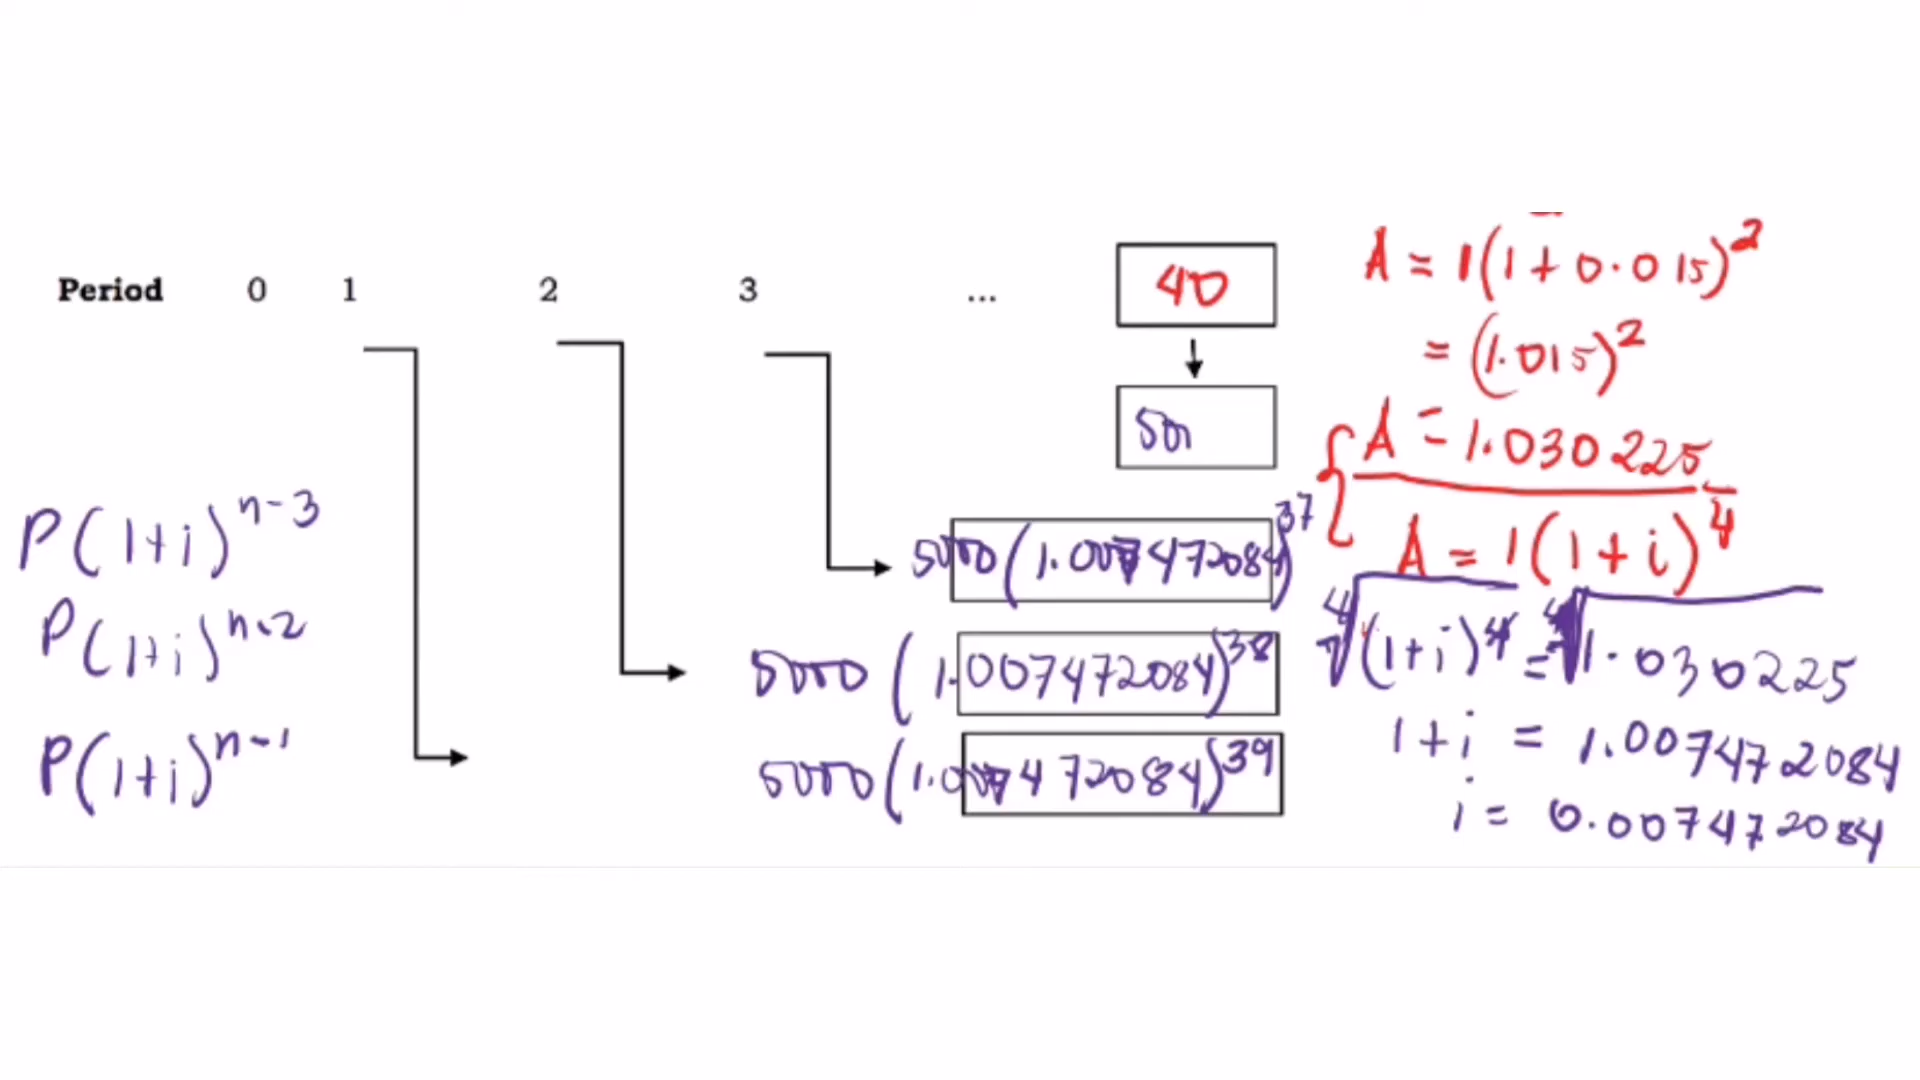 Period 0 1 2 3 ... 40
500
5000(1.007472084)^37
5000(1.007472084)^38
5000(1.007472084)^39
P(1+i)^n-3
P(1+i)^n-2
P(1+i)^n-1
A = 1(1+0.015)^2
= (1.015)^2
A = 1.030225
A = 1(1+i)^4
4√(1+i)^4 = 4√1.030225
1+i = 1.007472084
i = 0.007472084